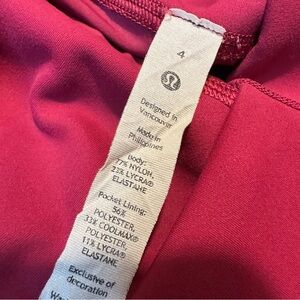 4
Designed in
Vancouver
Made in
Philippines
Body:
77% NYLON,
23% LYCRA®
ELASTANE
Pocket Lining:
56%
POLYESTER,
33% COOLMAX®
POLYESTER,
11% LYCRA®
ELASTANE
Exclusive of
decoration